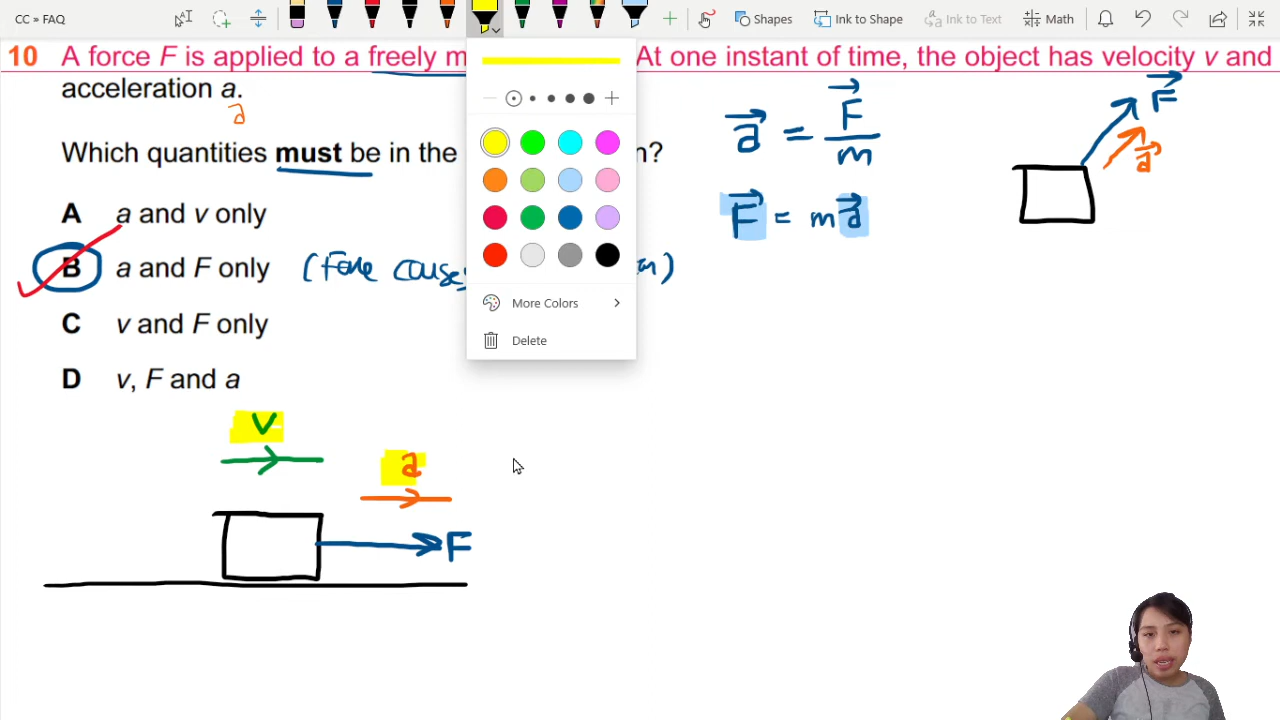 CC » FAQ
Shapes
Ink to Shape
Ink to Text
Math
10 A force F is applied to a freely m At one instant of time, the object has velocity v and
acceleration a.
a
Which quantities must be in the n?
A a and v only
B a and F only (Force causes n)
C v and F only
D v, F and a
More Colors
Delete
a = F/m
F = ma
F
a
v
a
F